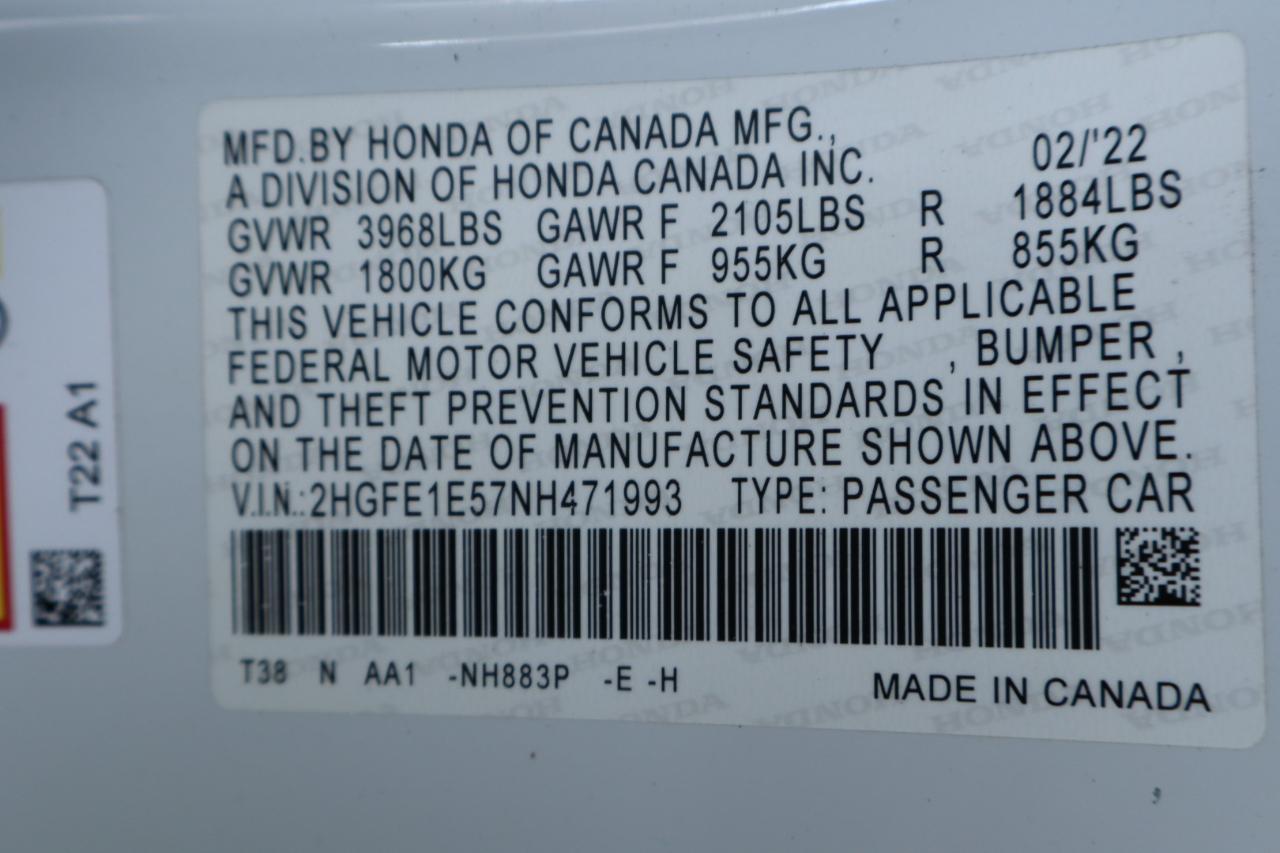 MFD.BY HONDA OF CANADA MFG.,
A DIVISION OF HONDA CANADA INC. 02/'22
GVWR 3968LBS GAWR F 2105LBS R 1884LBS
GVWR 1800KG GAWR F 955KG R 855KG
THIS VEHICLE CONFORMS TO ALL APPLICABLE
FEDERAL MOTOR VEHICLE SAFETY , BUMPER ,
AND THEFT PREVENTION STANDARDS IN EFFECT
ON THE DATE OF MANUFACTURE SHOWN ABOVE.
V.I.N.:2HGFE1E57NH471993 TYPE: PASSENGER CAR
T38 N AA1 -NH883P -E -H
MADE IN CANADA
T22 A1